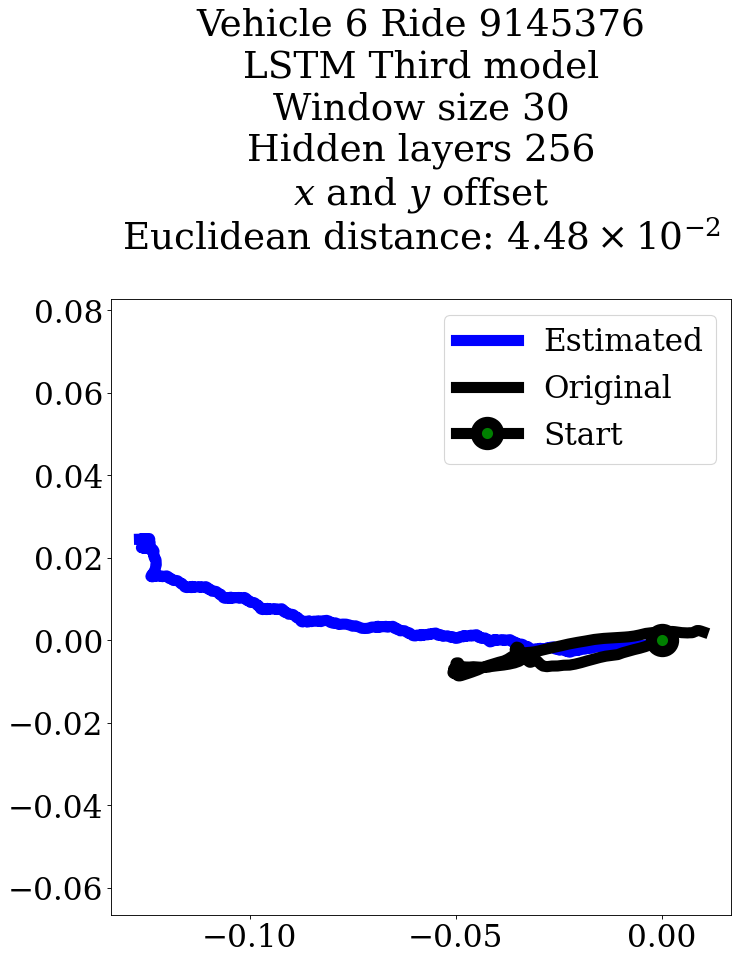 Vehicle 6 Ride 9145376
LSTM Third model
Window size 30
Hidden layers 256
x and y offset
Euclidean distance: 4.48 × 10⁻²
0.08
0.06
0.04
0.02
0.00
−0.02
−0.04
−0.06
Estimated
Original
Start
−0.10
−0.05
0.00